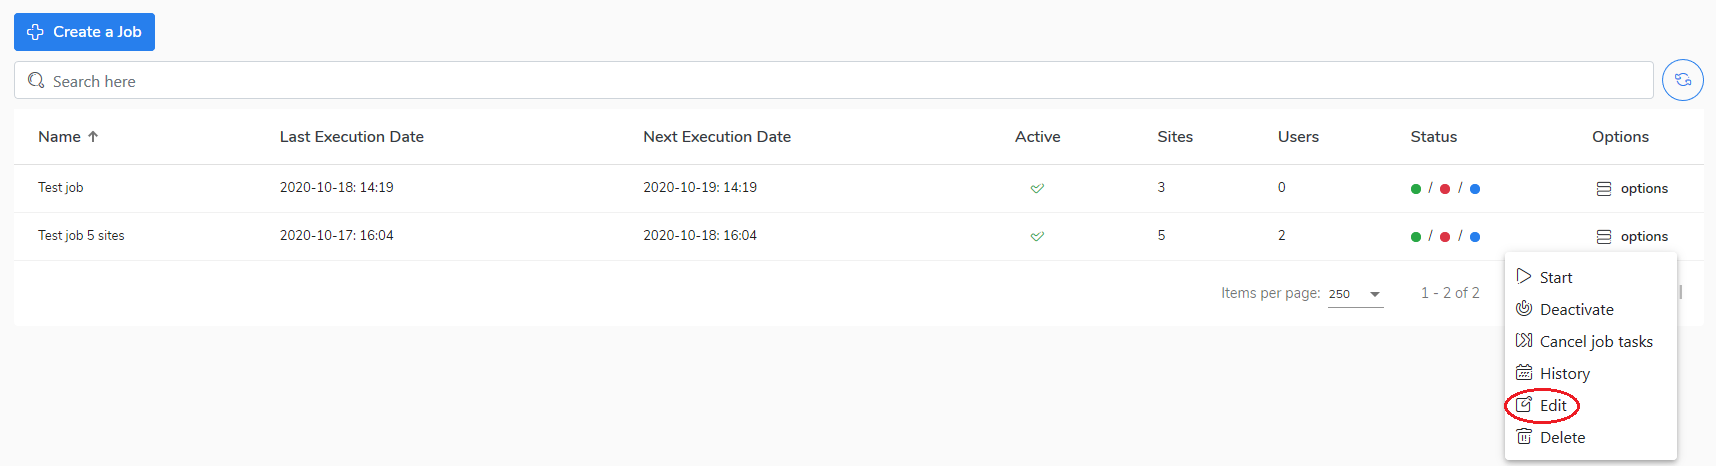 Create a Job
Search here
Name Last Execution Date Next Execution Date Active Sites Users Status Options
Test job 2020-10-18: 14:19 2020-10-19: 14:19 3 0 / / options
Test job 5 sites 2020-10-17: 16:04 2020-10-18: 16:04 5 2 / / options
Items per page: 250 1 - 2 of 2
Start
Deactivate
Cancel job tasks
History
Edit
Delete